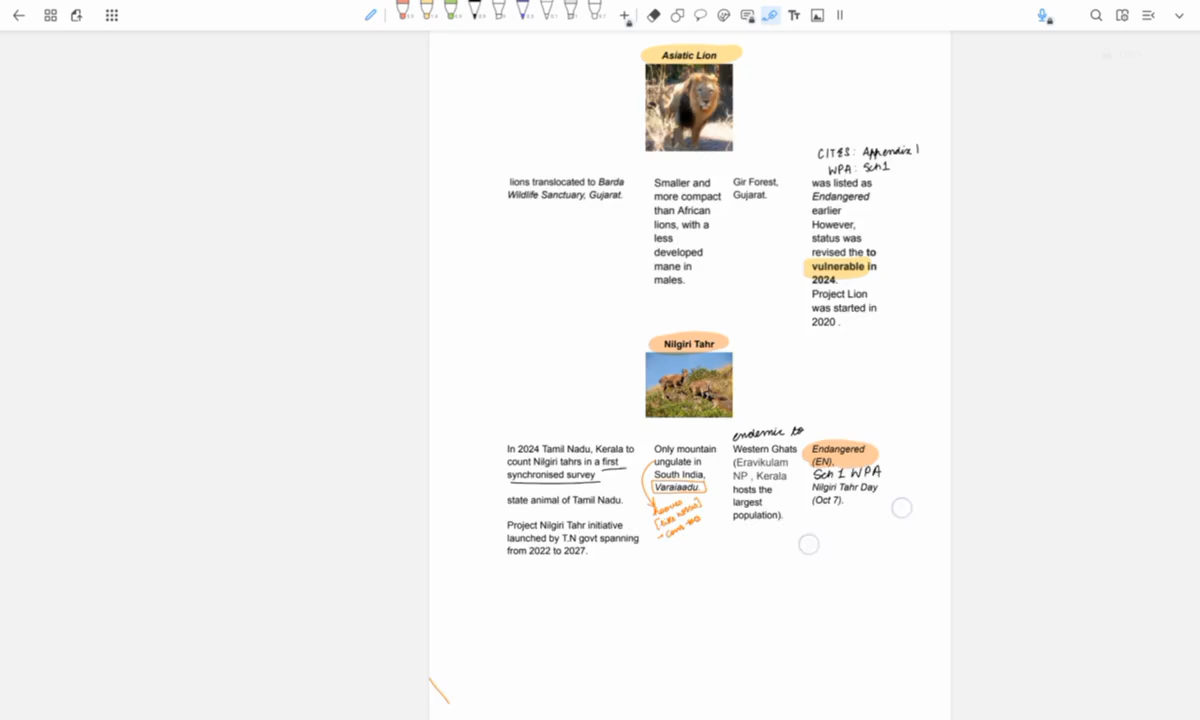 Asiatic Lion
CITES: Appendix 1
WPA: Sch1
lions translocated to Barda
Wildlife Sanctuary, Gujarat.
Smaller and
more compact
than African
lions, with a
less
developed
mane in
males.
Gir Forest,
Gujarat.
was listed as
Endangered
earlier
However,
status was
revised the to
vulnerable in
2024.
Project Lion
was started in
2020 .
Nilgiri Tahr
In 2024 Tamil Nadu, Kerala to
count Nilgiri tahrs in a first
synchronised survey
state animal of Tamil Nadu.
Project Nilgiri Tahr initiative
launched by T.N govt spanning
from 2022 to 2027.
Only mountain
ungulate in
South India,
Varaiaadu.
endemic to
Western Ghats
(Eravikulam
NP , Kerala
hosts the
largest
population).
Endangered
(EN).
Sch 1 WPA
Nilgiri Tahr Day
(Oct 7).